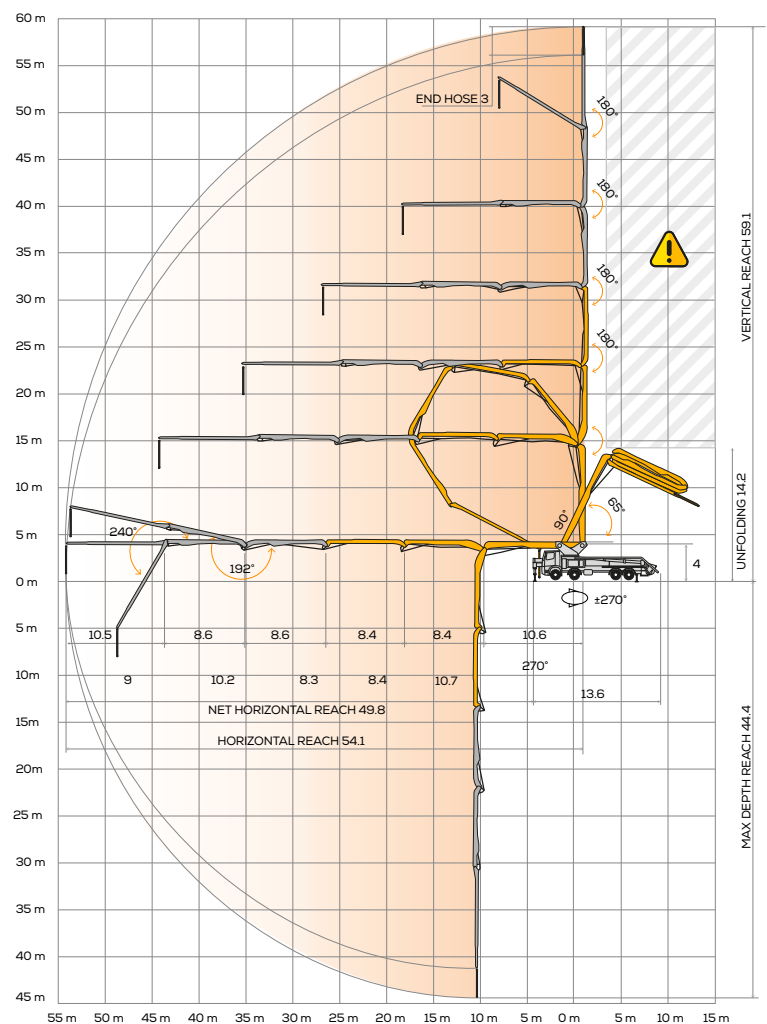 60 m
55 m
50 m
END HOSE 3
180°
45 m
180°
40 m
35 m
VERTICAL REACH 59.1
180°
30 m
25 m
180°
20 m
15 m
10 m
UNFOLDING 14.2
90°
65°
5 m
240°
192°
4
0 m
±270°
5 m
10.5 8.6 8.6 8.4 8.4 10.6
270°
10m
9 10.2 8.3 8.4 10.7
13.6
NET HORIZONTAL REACH 49.8
15m
HORIZONTAL REACH 54.1
MAX DEPTH REACH 44.4
20m
25 m
30 m
35 m
40 m
45 m
55 m 50 m 45 m 40 m 35 m 30 m 25 m 20 m 15 m 10 m 5 m 0 m 5 m 10 m 15 m